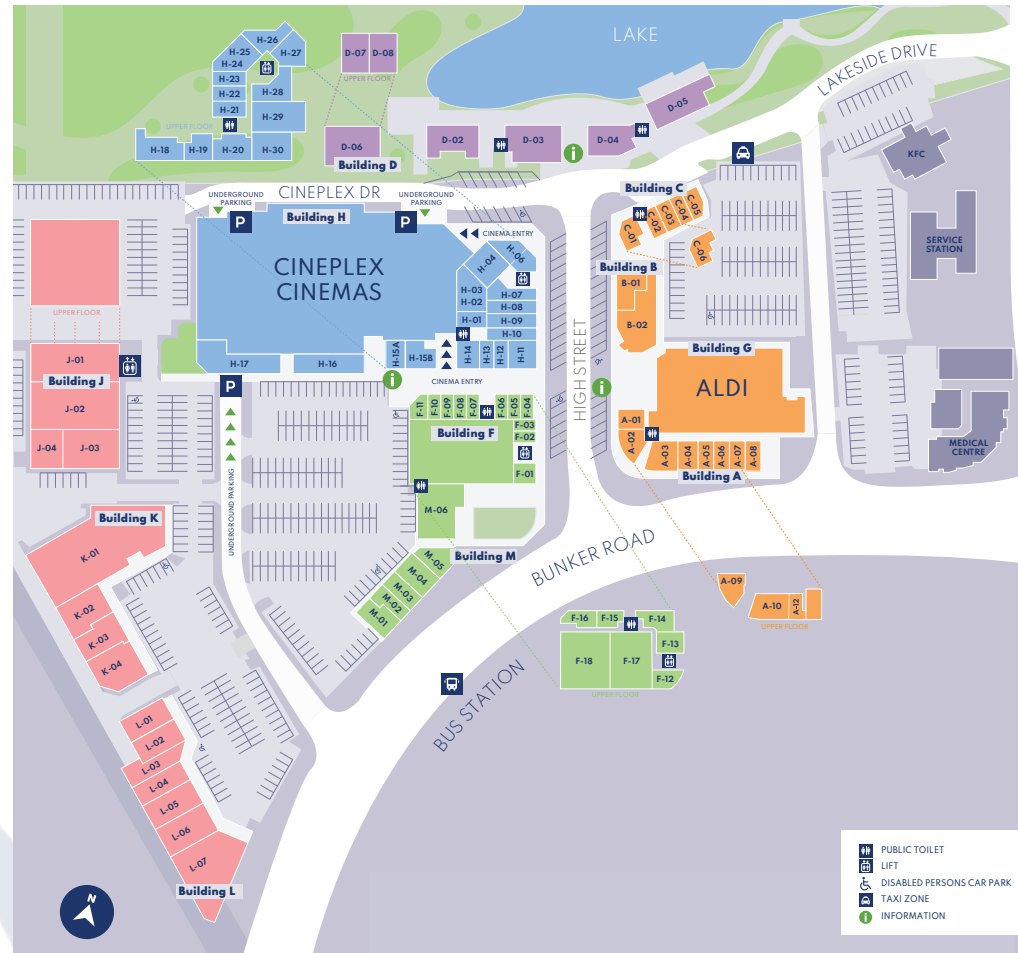 LAKE
LAKESIDE DRIVE
H-26
H-25
H-27
H-24
H-23
H-22
H-21
H-28
H-29
UPPER FLOOR
H-18
H-19
H-20
H-30
D-07
D-08
UPPER FLOOR
D-06
Building D
D-02
D-03
D-04
D-05
KFC
SERVICE
STATION
MEDICAL
CENTRE
UNDERGROUND
PARKING
CINEPLEX DR
UNDERGROUND
PARKING
P
P
Building H
CINEMA ENTRY
CINEPLEX
CINEMAS
H-04
H-06
H-03
H-02
H-01
H-07
H-08
H-09
H-10
H-15A
H-15B
H-14
H-13
H-12
H-11
H-17
H-16
CINEMA ENTRY
P
UNDERGROUND PARKING
Building C
C-01
C-02
C-03
C-04
C-05
C-06
Building B
B-01
B-02
HIGH STREET
Building G
ALDI
A-01
A-02
A-03
A-04
A-05
A-06
A-07
A-08
Building A
UPPER FLOOR
J-01
Building J
J-02
J-04
J-03
F-11
F-10
F-09
F-08
F-07
F-06
F-05
F-04
Building F
F-03
F-02
F-01
M-06
Building M
M-05
M-04
M-03
M-02
M-01
BUNKER ROAD
Building K
K-01
K-02
K-03
K-04
A-09
A-10
A-12
UPPER FLOOR
F-16
F-15
F-14
F-13
F-18
F-17
F-12
UPPER FLOOR
BUS STATION
L-01
L-02
L-03
L-04
L-05
L-06
L-07
Building L
N
PUBLIC TOILET
LIFT
DISABLED PERSONS CAR PARK
TAXI ZONE
i INFORMATION